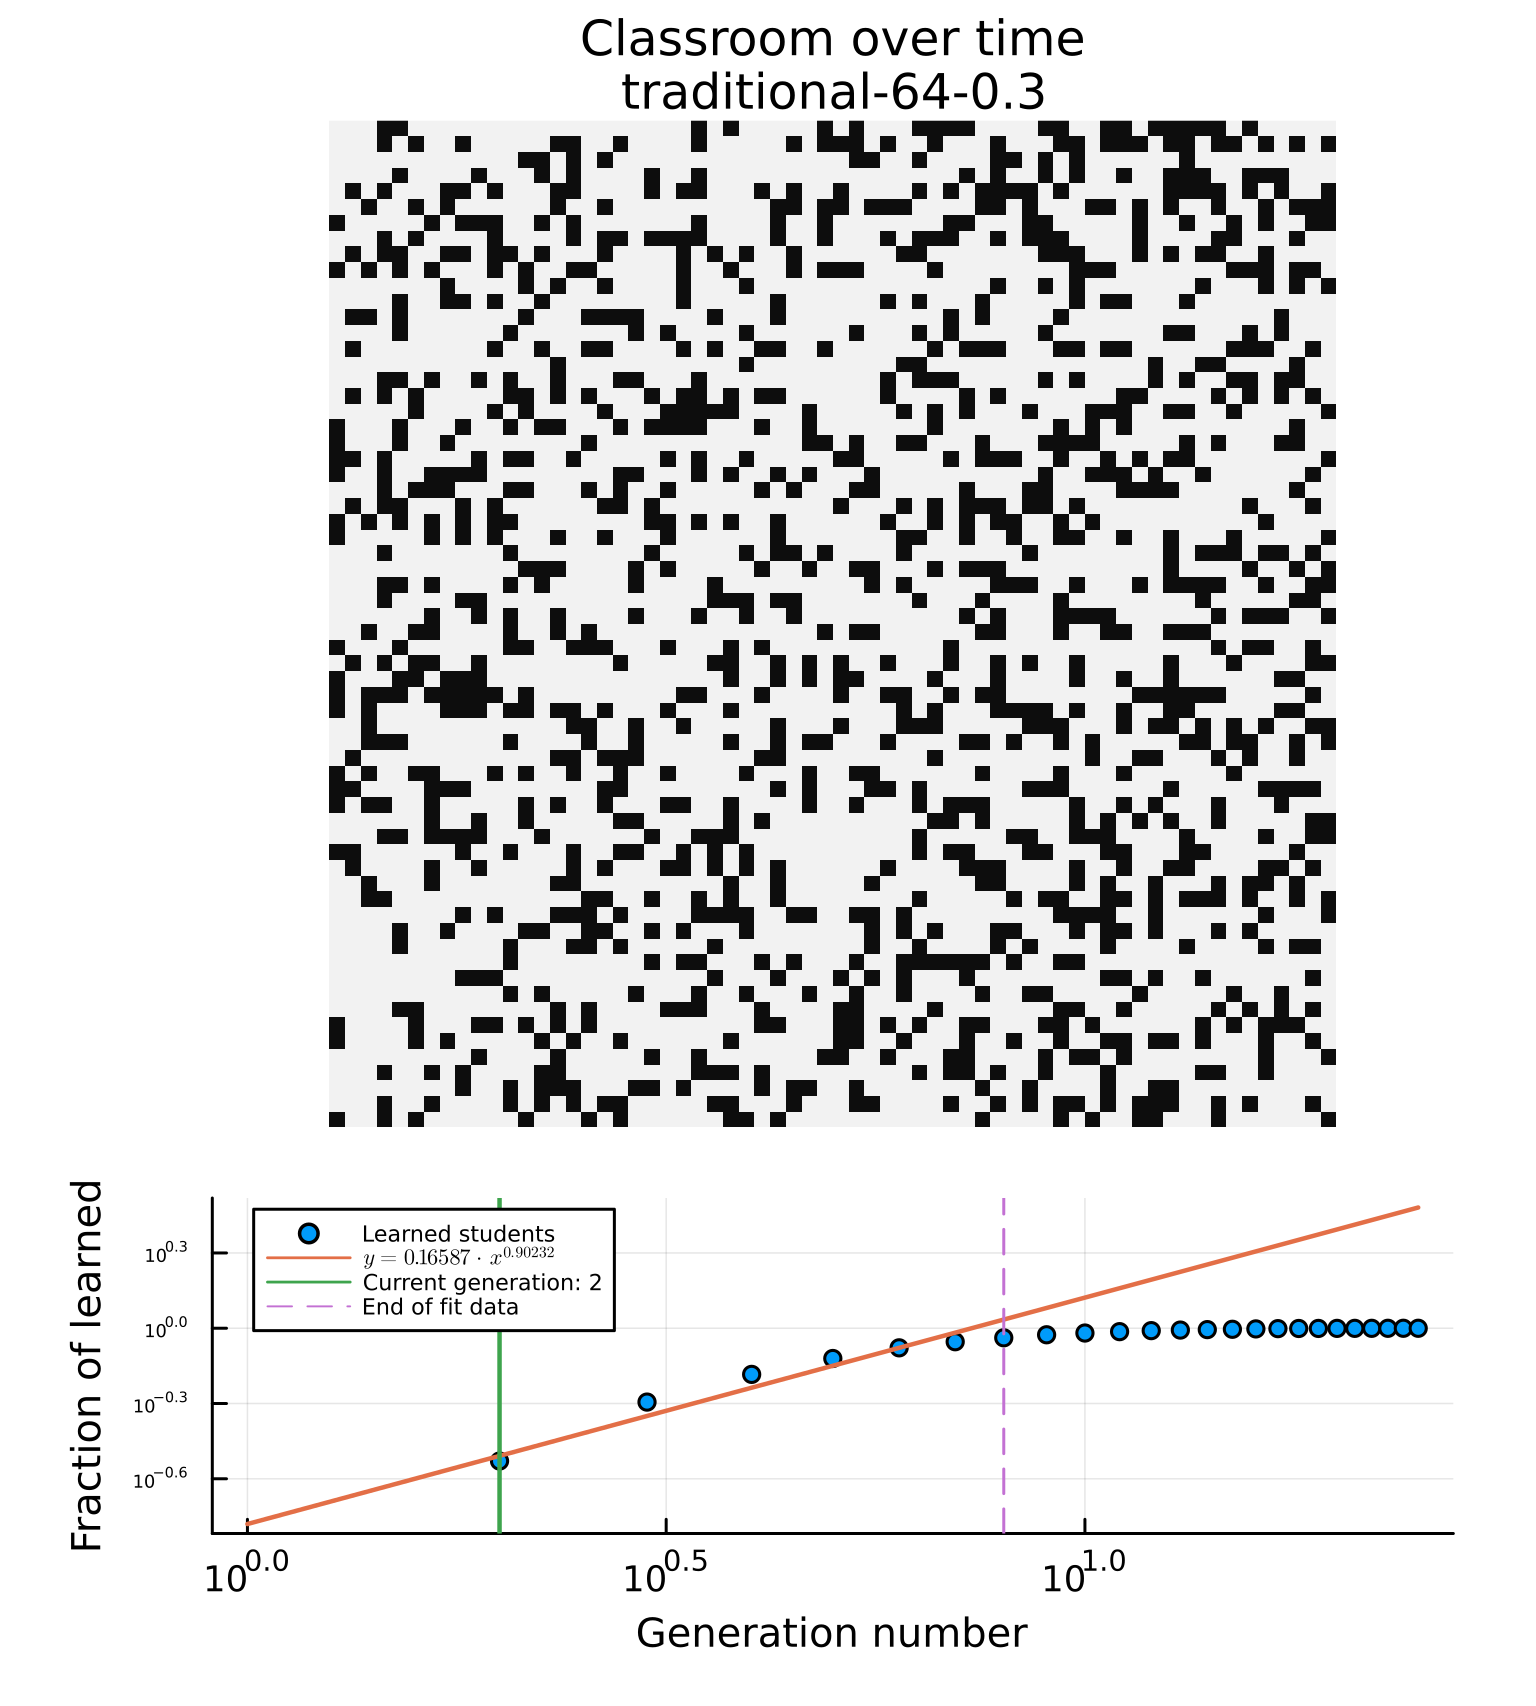 Classroom over time
traditional-64-0.3
Fraction of learned
10^0.3
10^0.0
10^−0.3
10^−0.6
Learned students
y = 0.16587 · x^0.90232
Current generation: 2
End of fit data
10^0.0 10^0.5 10^1.0
Generation number